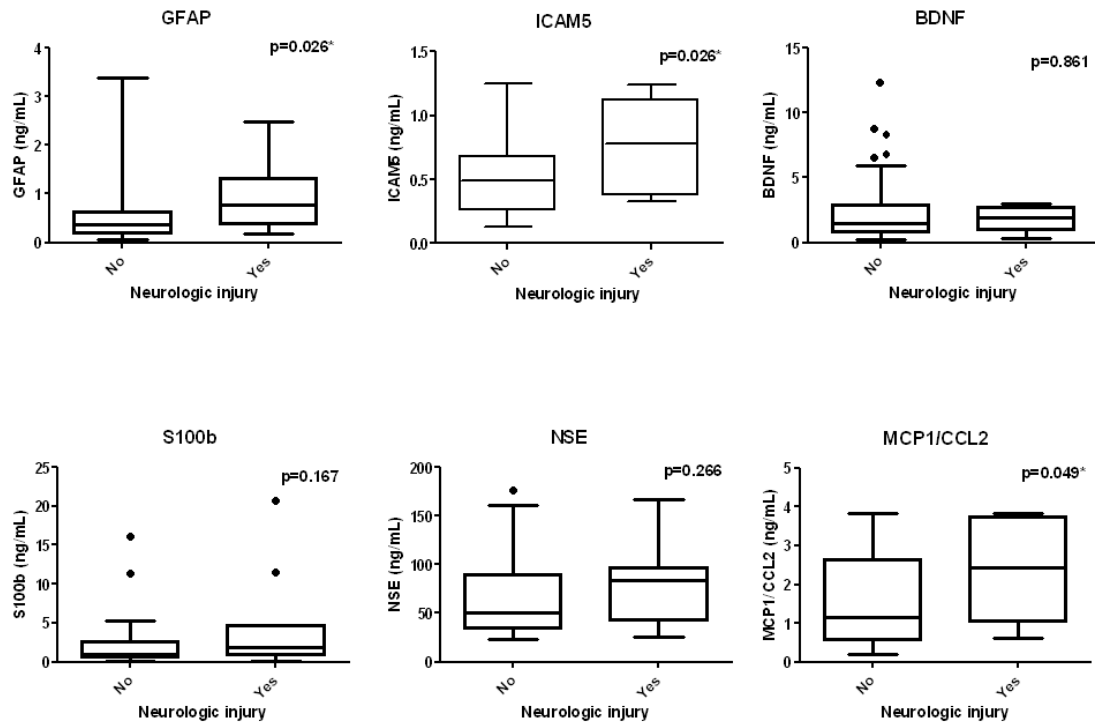 GFAP
p=0.026*
4
3
2
1
0
GFAP (ng/mL)
No
Yes
Neurologic injury
ICAM5
p=0.026*
1.5
1.0
0.5
0.0
ICAM5 (ng/mL)
No
Yes
Neurologic injury
BDNF
p=0.861
15
10
5
0
BDNF (ng/mL)
No
Yes
Neurologic injury
S100b
p=0.167
25
20
15
10
5
0
S100b (ng/mL)
No
Yes
Neurologic injury
NSE
p=0.266
200
150
100
50
0
NSE (ng/mL)
No
Yes
Neurologic injury
MCP1/CCL2
p=0.049*
5
4
3
2
1
0
MCP1/CCL2 (ng/mL)
No
Yes
Neurologic injury